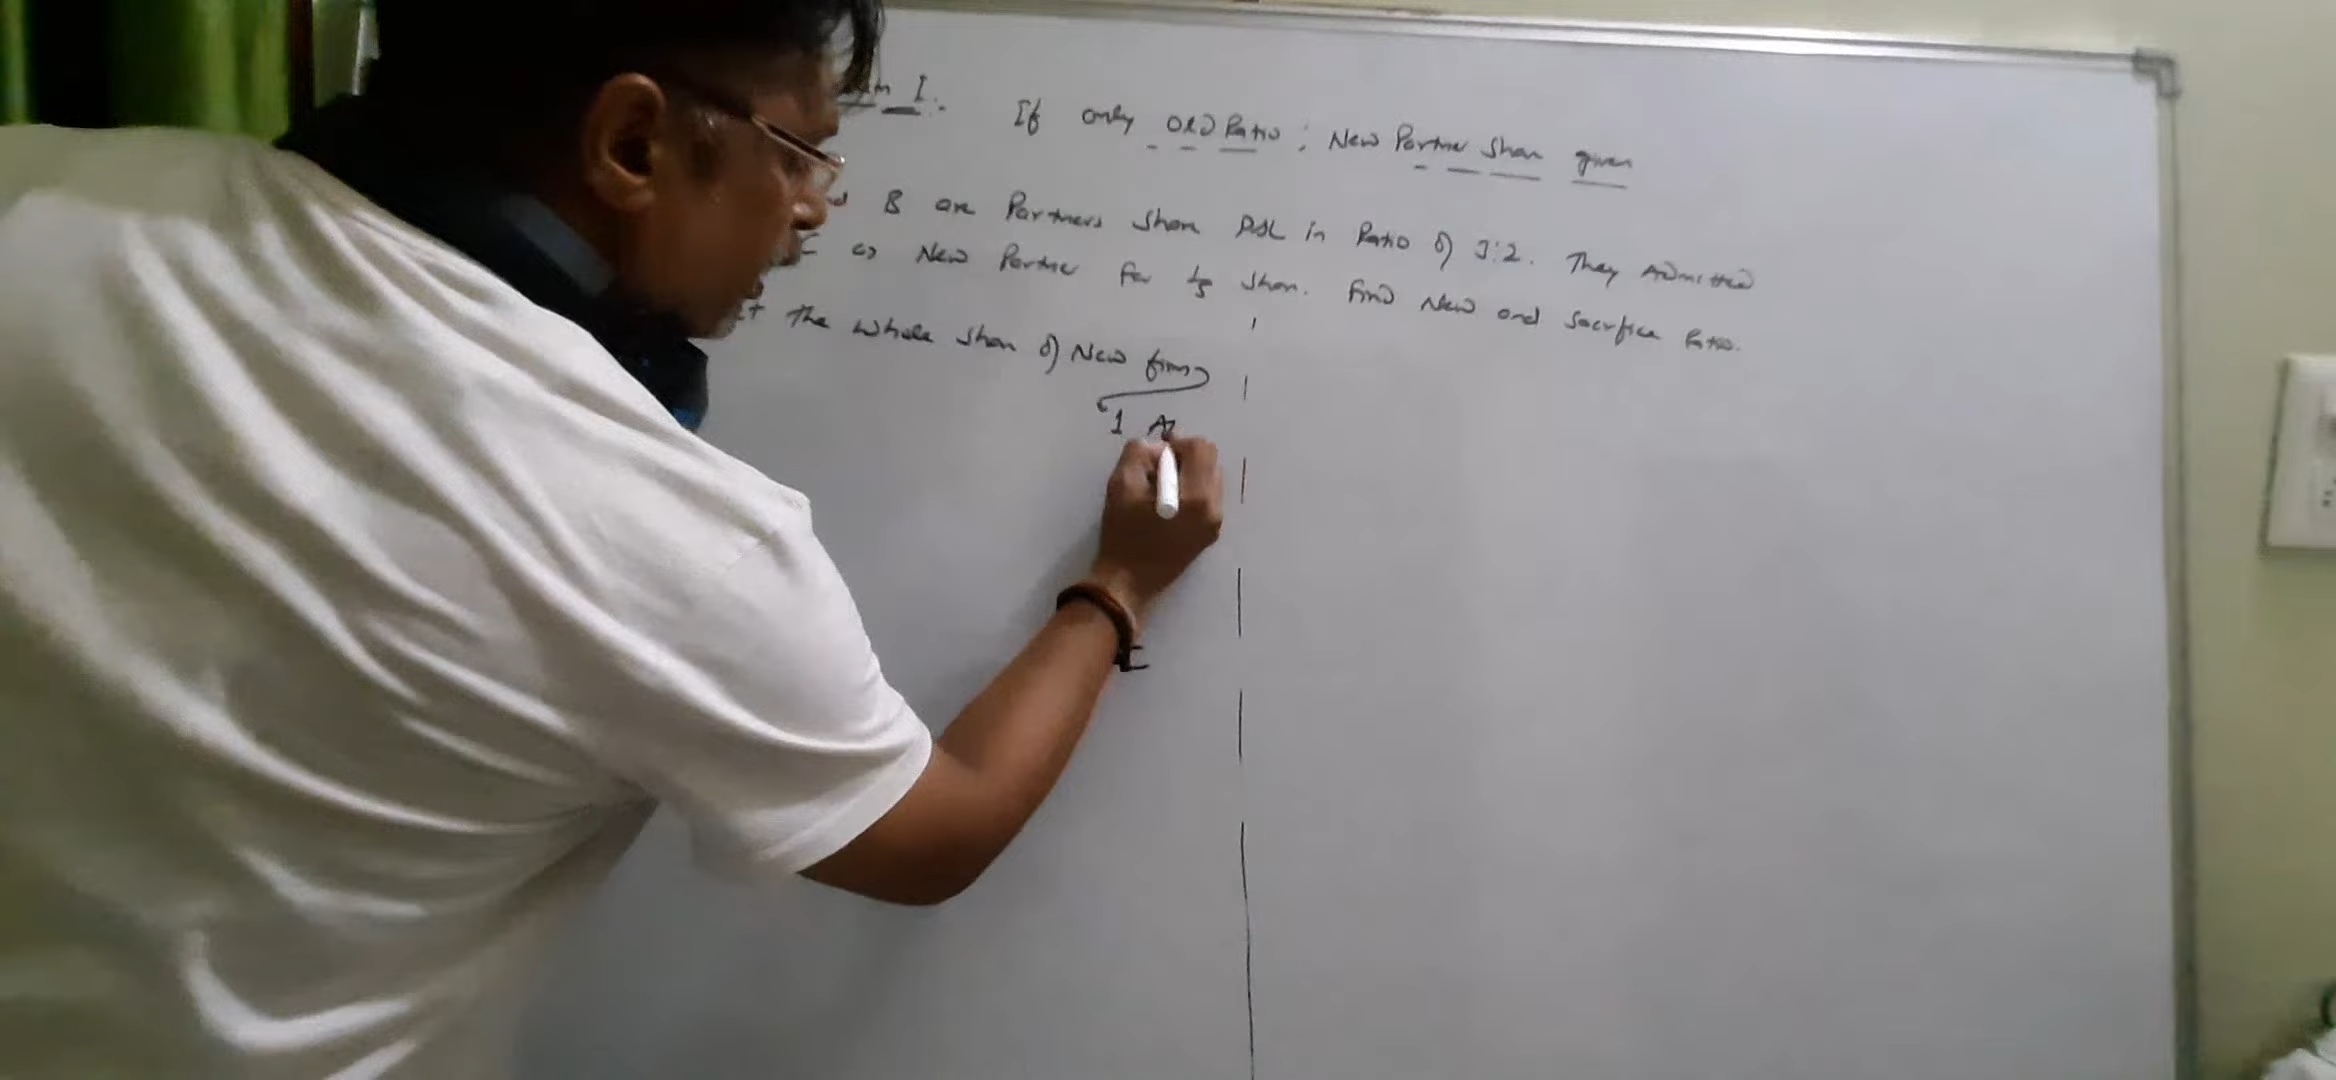 I. If only Old Ratio ; New Partner Share given
B are Partners Share P&L in Ratio of 3:2. They Admitted
C as New Partner for 1/5 Share. Find New and Sacrifice Ratio.
the whole Share of New firm
1
C